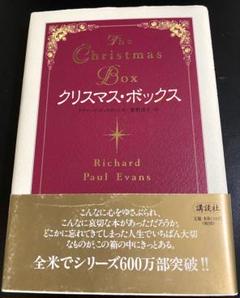 The
Christmas
Box
クリスマス・ボックス
Richard
Paul Evans
講談社
こんなに心をゆさぶられ、
こんなに哀切な本があっただろうか。
どこかに忘れてきてしまった人生でいちばん大切
なものが、この箱の中にきっとある。
全米でシリーズ600万部突破!!